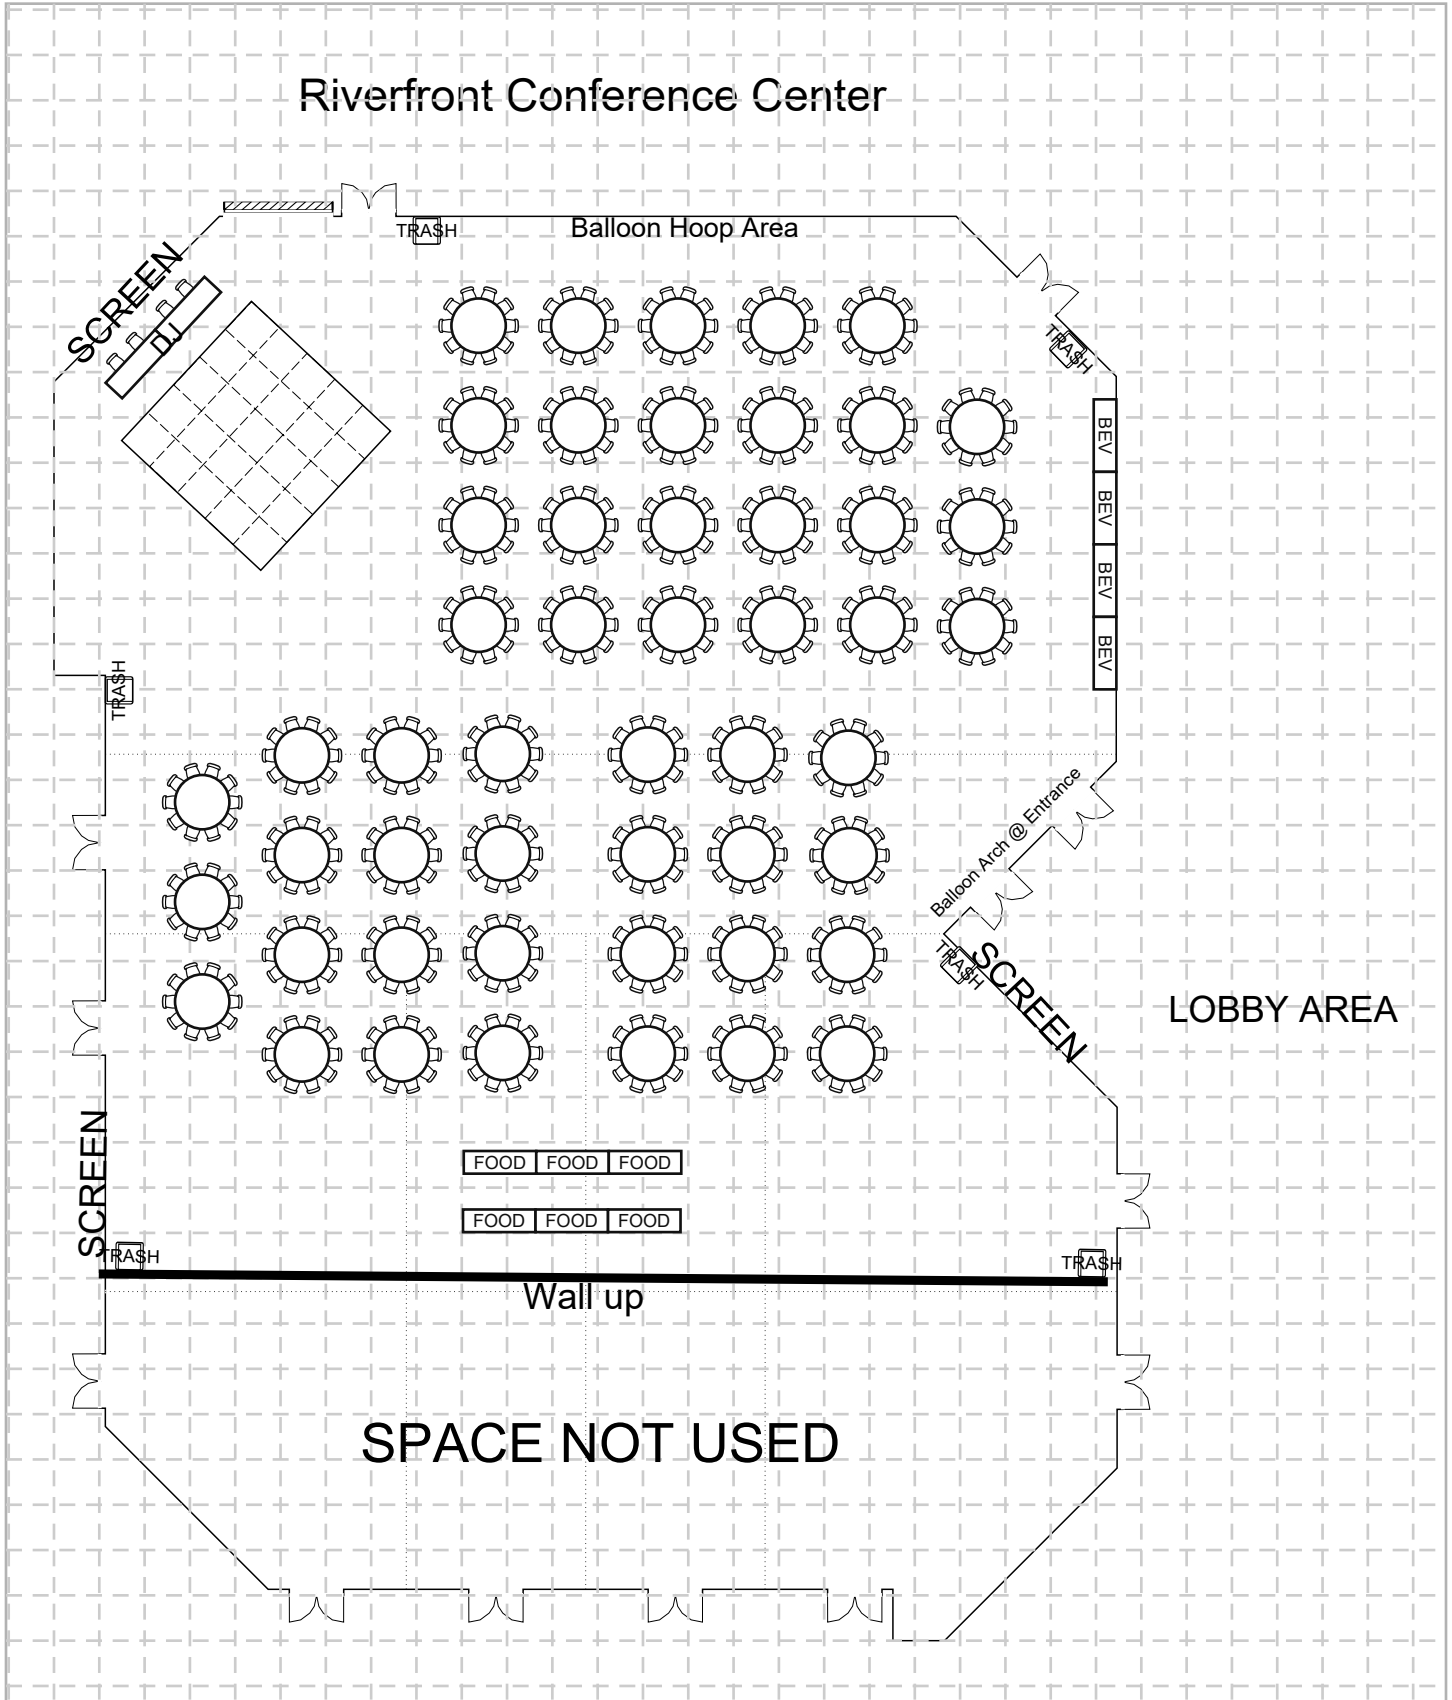 Riverfront Conference Center
TRASH
Balloon Hoop Area
SCREEN
DJ
TRASH
BEV
BEV
BEV
BEV
TRASH
Balloon Arch @ Entrance
TRASH
SCREEN
LOBBY AREA
SCREEN
FOOD FOOD FOOD
FOOD FOOD FOOD
TRASH
TRASH
Wall up
SPACE NOT USED